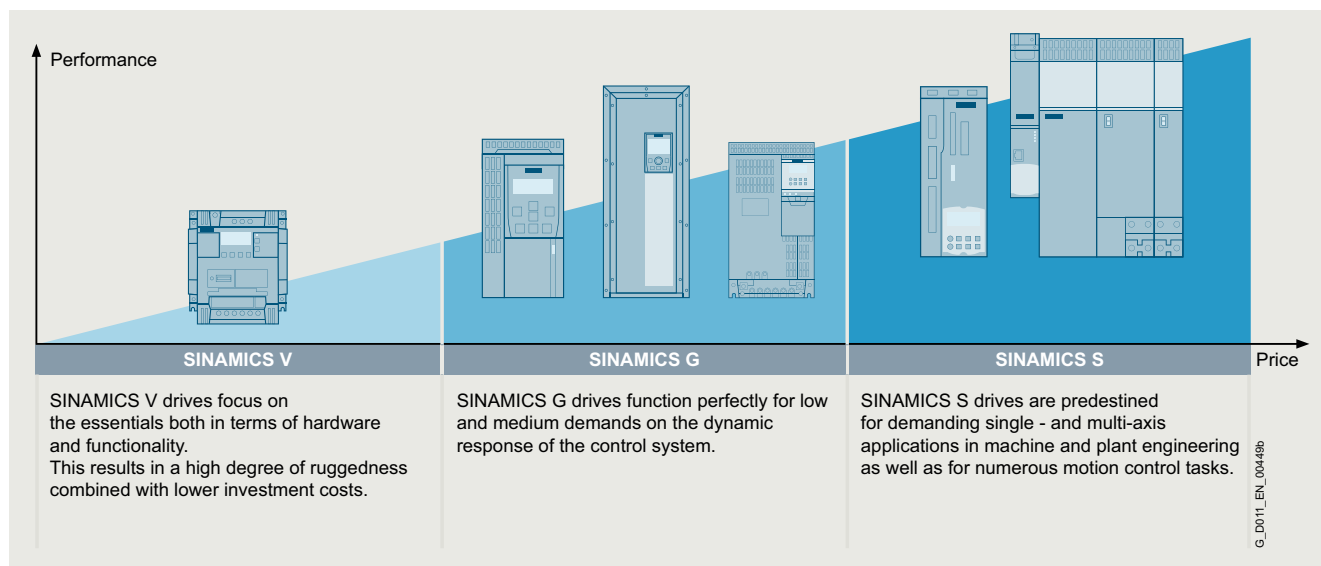 Performance
SINAMICS V
SINAMICS G
SINAMICS S
Price
SINAMICS V drives focus on
the essentials both in terms of hardware
and functionality.
This results in a high degree of ruggedness
combined with lower investment costs.
SINAMICS G drives function perfectly for low
and medium demands on the dynamic
response of the control system.
SINAMICS S drives are predestined
for demanding single - and multi-axis
applications in machine and plant engineering
as well as for numerous motion control tasks.
G_D011_EN_00449b